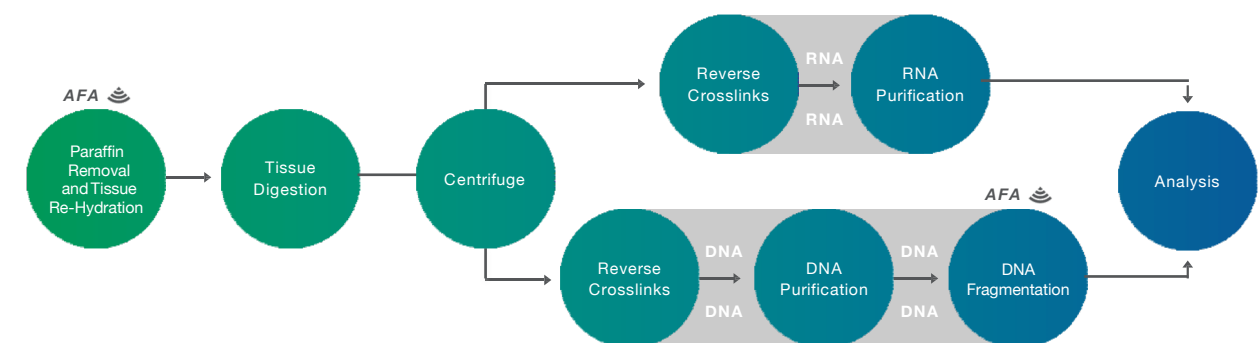 AFA
Paraffin
Removal
and Tissue
Re-Hydration
Tissue
Digestion
Centrifuge
Reverse
Crosslinks
RNA
RNA
RNA
Purification
Reverse
Crosslinks
DNA
DNA
DNA
Purification
DNA
DNA
AFA
DNA
Fragmentation
Analysis